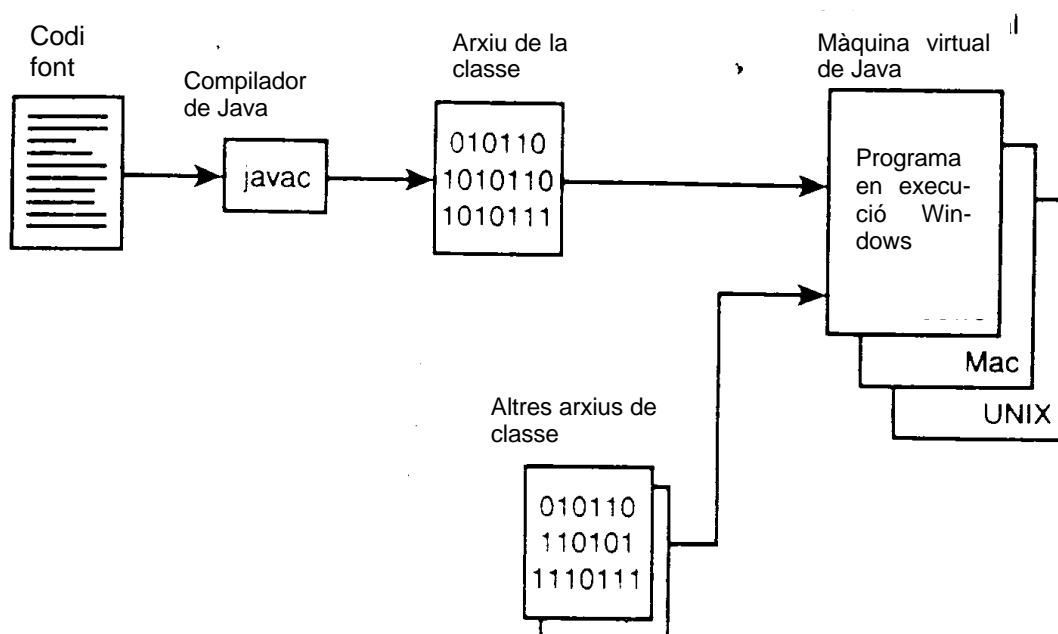 Codi
font
Compilador
de Java
javac
Arxiu de la
classe
010110
1010110
1010111
Màquina virtual
de Java
Programa
en execu-
ció Win-
dows
Mac
UNIX
Altres arxius de
classe
010110
110101
1110111